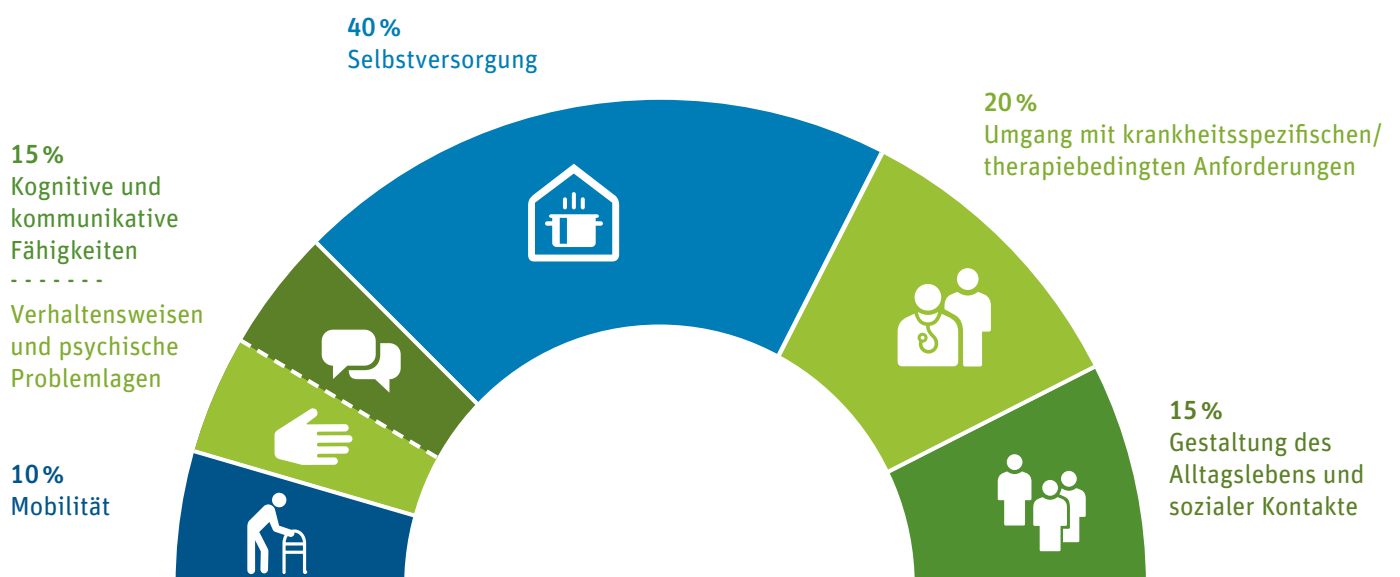 40 %
Selbstversorgung
20 %
Umgang mit krankheitsspezifischen/
therapiebedingten Anforderungen
15 %
Kognitive und
kommunikative
Fähigkeiten
- - - - - - -
Verhaltensweisen
und psychische
Problemlagen
10 %
Mobilität
15 %
Gestaltung des
Alltagslebens und
sozialer Kontakte